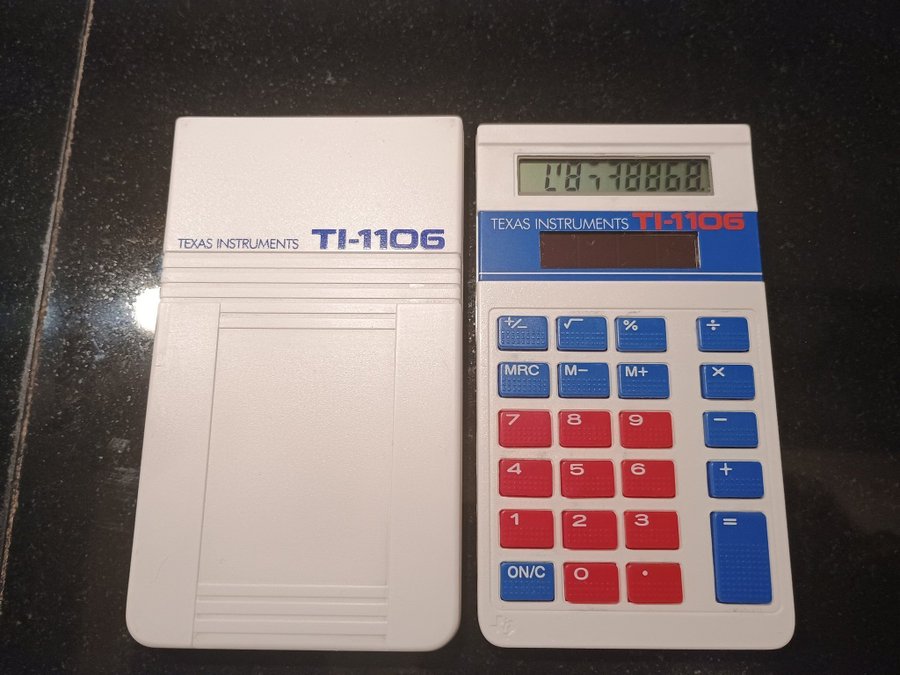 TEXAS INSTRUMENTS TI-1106
TEXAS INSTRUMENTS TI-1106
+/− √ % ÷
MRC M− M+ ×
7 8 9 −
4 5 6 +
1 2 3 =
ON/C 0 .